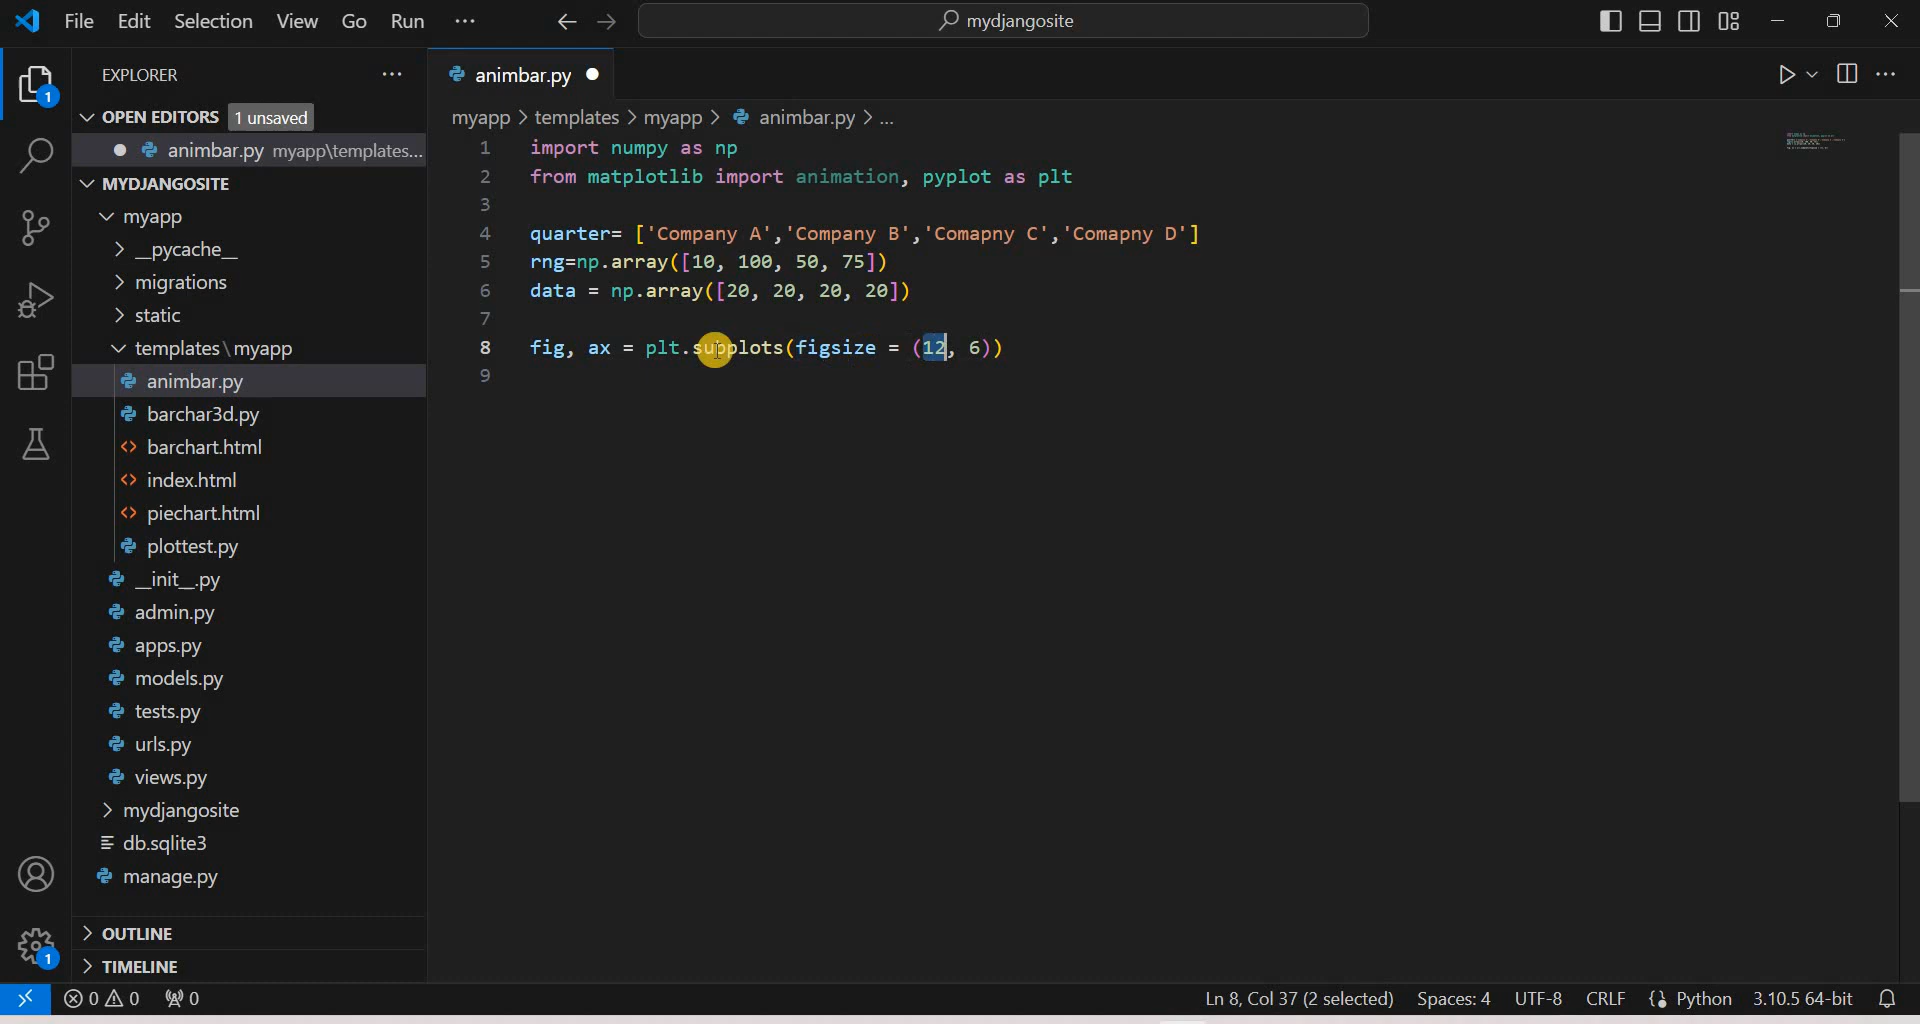 File Edit Selection View Go Run ...
mydjangosite
EXPLORER ...
1
OPEN EDITORS 1 unsaved
animbar.py myapp\templates...
MYDJANGOSITE
myapp
__pycache__
migrations
static
templates\myapp
animbar.py
barchar3d.py
barchart.html
index.html
piechart.html
plottest.py
__init__.py
admin.py
apps.py
models.py
tests.py
urls.py
views.py
mydjangosite
db.sqlite3
manage.py
OUTLINE
1
TIMELINE
animbar.py
myapp > templates > myapp > animbar.py > ...
1 import numpy as np
2 from matplotlib import animation, pyplot as plt
3
4 quarter= ['Company A','Company B','Comapny C','Comapny D']
5 rng=np.array([10, 100, 50, 75])
6 data = np.array([20, 20, 20, 20])
7
8 fig, ax = plt.supplots(figsize = (12, 6))
9
0 0 0 Ln 8, Col 37 (2 selected) Spaces: 4 UTF-8 CRLF Python 3.10.5 64-bit